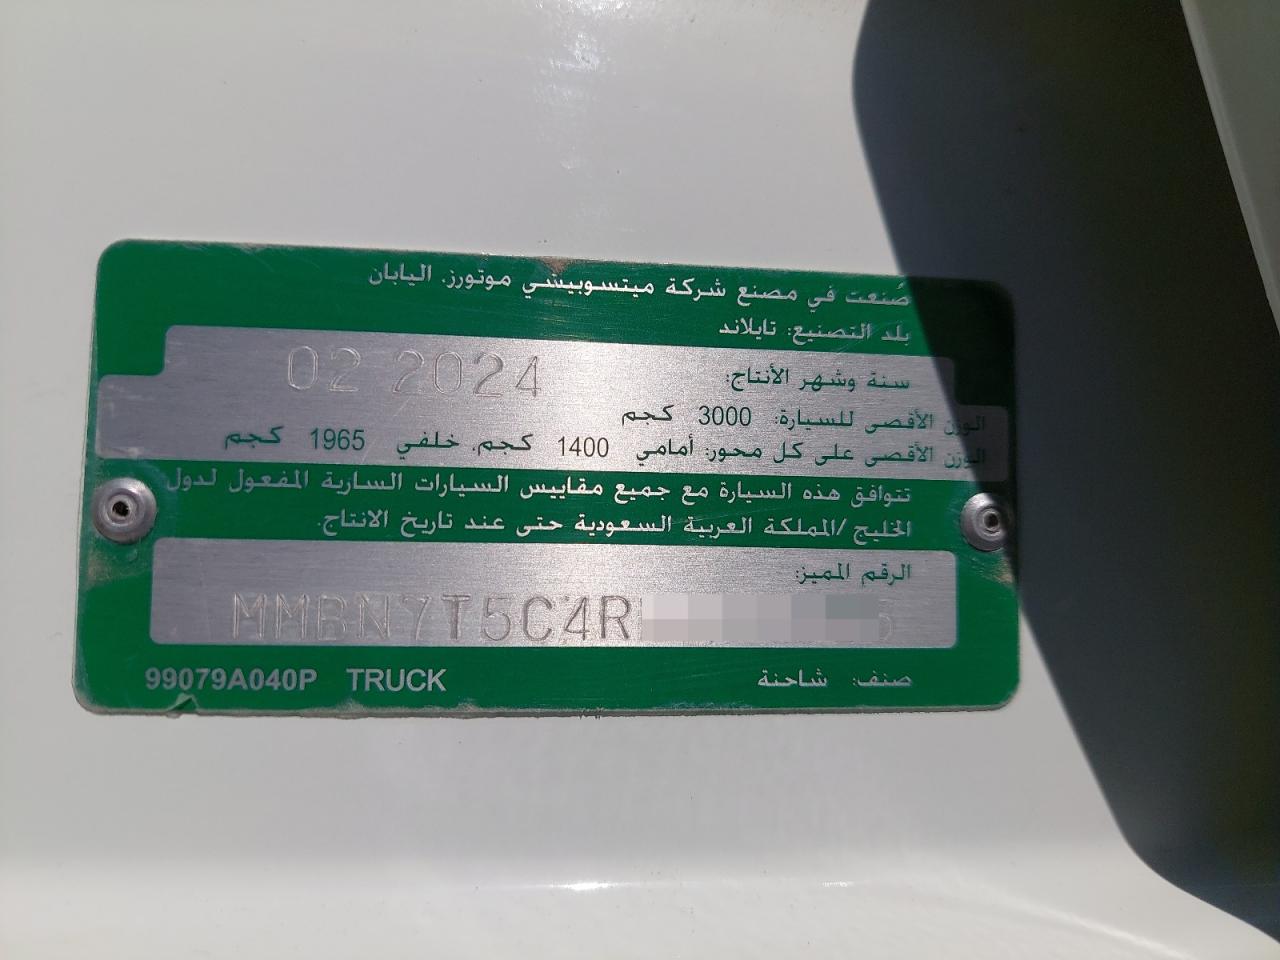 صُنعت في مصنع شركة ميتسوبيشي موتورز. اليابان
بلد التصنيع: تايلاند
سنة وشهر الأنتاج: 02 2024
الوزن الأقصى للسيارة: 3000 كجم
الوزن الأقصى على كل محور: أمامي 1400 كجم. خلفي 1965 كجم
تتوافق هذه السيارة مع جميع مقاييس السيارات السارية المفعول لدول
الخليج /المملكة العربية السعودية حتى عند تاريخ الانتاج.
الرقم المميز:
MMBN7T5C4R
صنف: شاحنة TRUCK 99079A040P